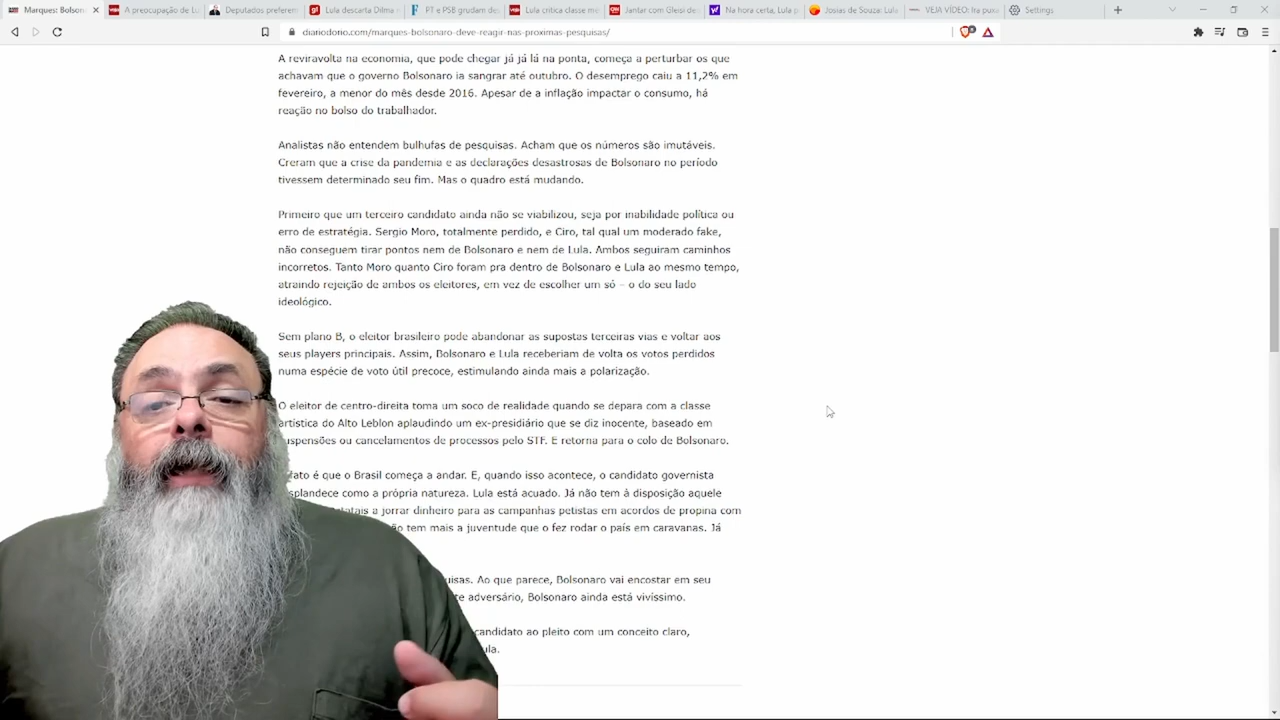 Marques: Bolson
A preocupação de Lu
Deputados preferem
Lula descarta Dilma n
PT e PSB grudam de
Lula critica classe mé
Jantar com Gleisi de
Na hora certa, Lula p
Josias de Souza: Lula
VEJA VÍDEO: Ira puxa
Settings
diariodorio.com/marques-bolsonaro-deve-reagir-nas-proximas-pesquisas/
A reviravolta na economia, que pode chegar já já lá na ponta, começa a perturbar os que
achavam que o governo Bolsonaro ia sangrar até outubro. O desemprego caiu a 11,2% em
fevereiro, a menor do mês desde 2016. Apesar de a inflação impactar o consumo, há
reação no bolso do trabalhador.
Analistas não entendem bulhufas de pesquisas. Acham que os números são imutáveis.
Creram que a crise da pandemia e as declarações desastrosas de Bolsonaro no período
tivessem determinado seu fim. Mas o quadro está mudando.
Primeiro que um terceiro candidato ainda não se viabilizou, seja por inabilidade política ou
erro de estratégia. Sergio Moro, totalmente perdido, e Ciro, tal qual um moderado fake,
não conseguem tirar pontos nem de Bolsonaro e nem de Lula. Ambos seguiram caminhos
incorretos. Tanto Moro quanto Ciro foram pra dentro de Bolsonaro e Lula ao mesmo tempo,
atraindo rejeição de ambos os eleitores, em vez de escolher um só – o do seu lado
ideológico.
Sem plano B, o eleitor brasileiro pode abandonar as supostas terceiras vias e voltar aos
seus players principais. Assim, Bolsonaro e Lula receberiam de volta os votos perdidos
numa espécie de voto útil precoce, estimulando ainda mais a polarização.
O eleitor de centro-direita toma um soco de realidade quando se depara com a classe
artística do Alto Leblon aplaudindo um ex-presidiário que se diz inocente, baseado em
suspensões ou cancelamentos de processos pelo STF. E retorna para o colo de Bolsonaro.
fato é que o Brasil começa a andar. E, quando isso acontece, o candidato governista
splandece como a própria natureza. Lula está acuado. Já não tem à disposição aquele
tatais a jorrar dinheiro para as campanhas petistas em acordos de propina com
ão tem mais a juventude que o fez rodar o país em caravanas. Já
uisas. Ao que parece, Bolsonaro vai encostar em seu
te adversário, Bolsonaro ainda está vivíssimo.
candidato ao pleito com um conceito claro,
ula.